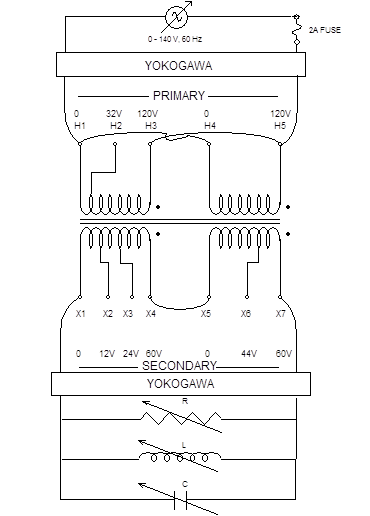 0 - 140 V, 60 Hz
2A FUSE
YOKOGAWA
PRIMARY
0 32V 120V 0 120V
H1 H2 H3 H4 H5
X1 X2 X3 X4 X5 X6 X7
0 12V 24V 60V 0 44V 60V
SECONDARY
YOKOGAWA
R
L
C